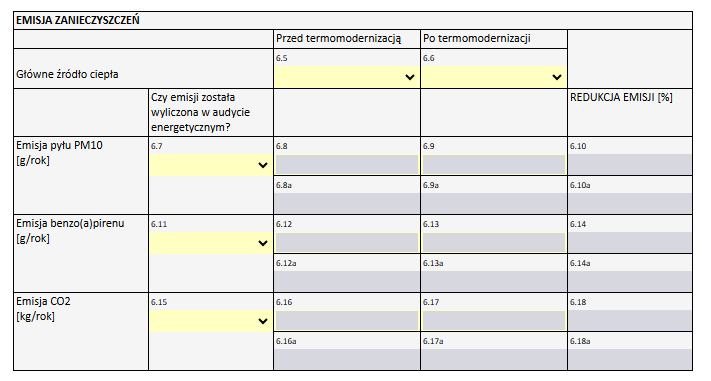 EMISJA ZANIECZYSZCZEŃ
Przed termomodernizacją Po termomodernizacji
6.5 6.6
Główne źródło ciepła
Czy emisji została REDUKCJA EMISJI [%]
wyliczona w audycie
energetycznym?
Emisja pyłu PM10 6.7 6.8 6.9 6.10
[g/rok]
6.8a 6.9a 6.10a
Emisja benzo(a)pirenu 6.11 6.12 6.13 6.14
[g/rok]
6.12a 6.13a 6.14a
Emisja CO2 6.15 6.16 6.17 6.18
[kg/rok]
6.16a 6.17a 6.18a